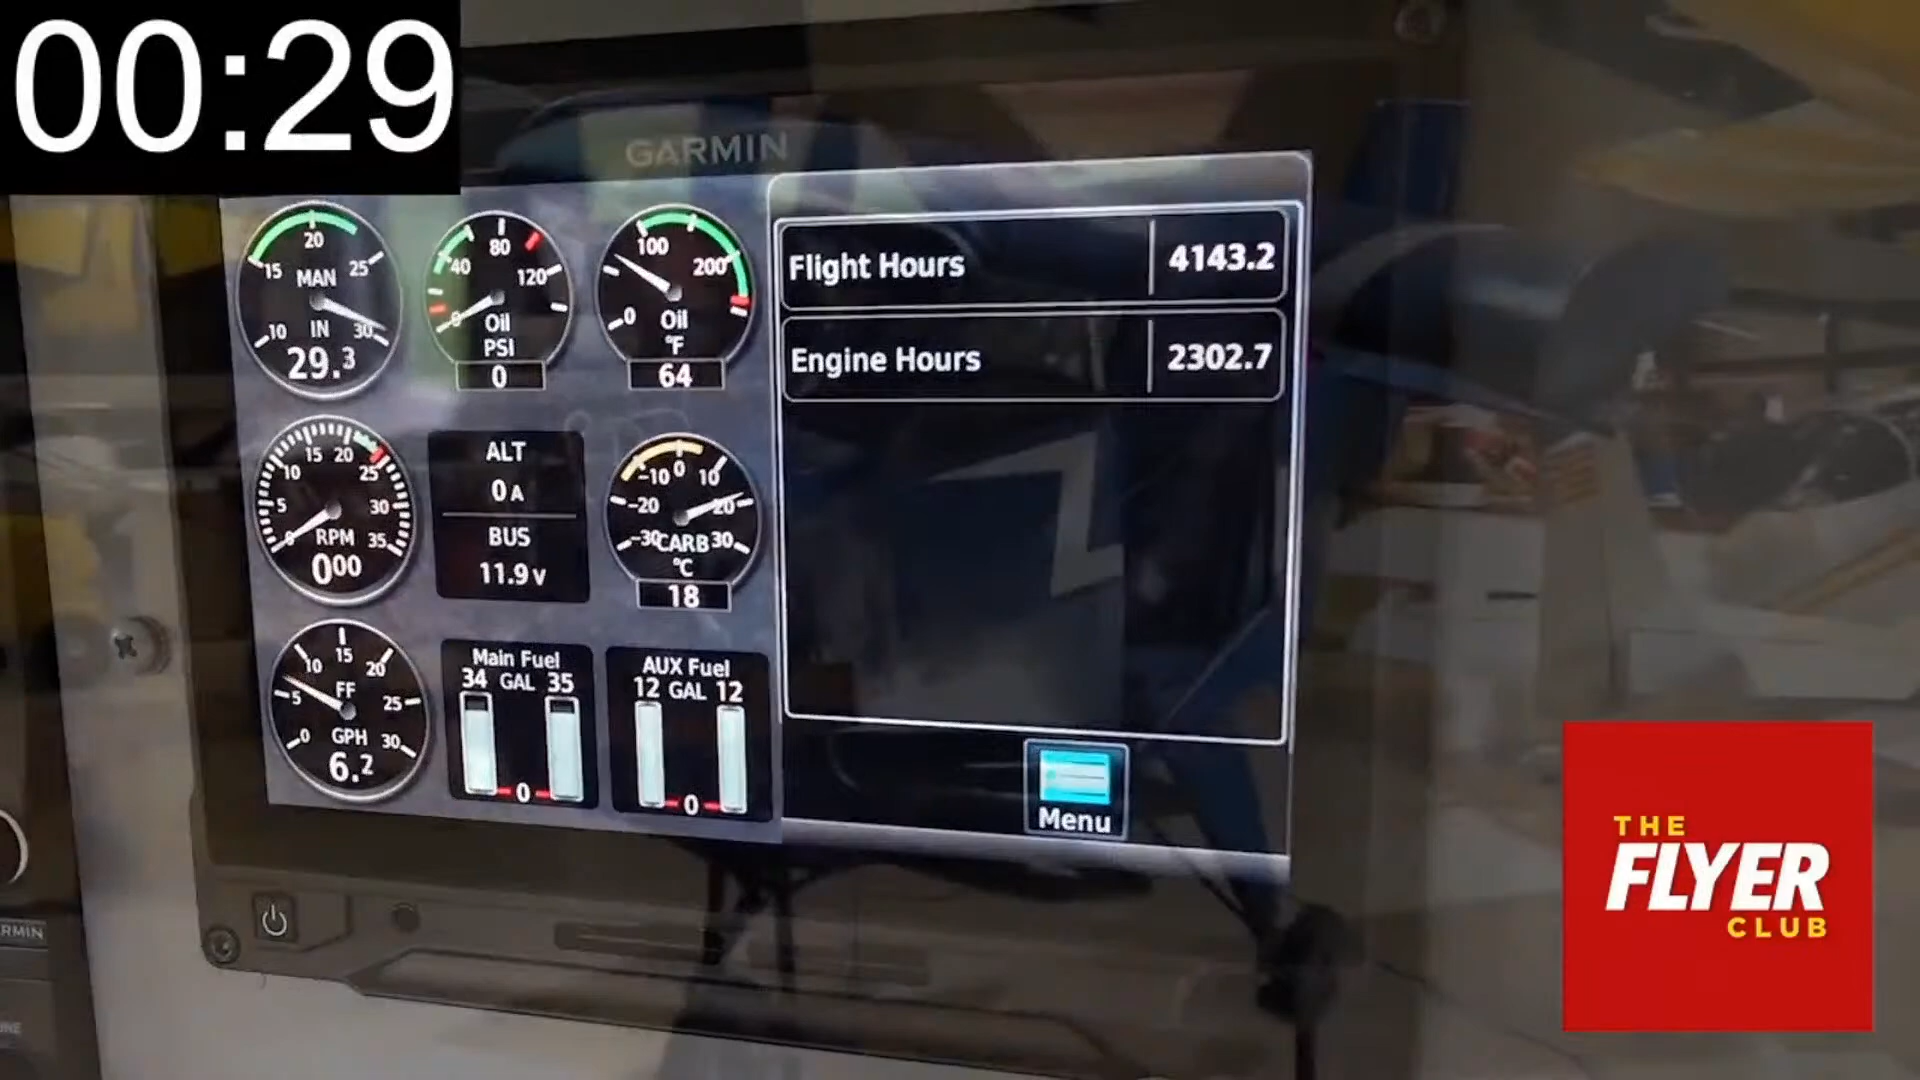 00:29
GARMIN
20
15
25
MAN
10
IN
30
29.3
80
40
120
0
Oil
PSI
0
100
200
0
Oil
°F
64
Flight Hours
4143.2
Engine Hours
2302.7
15
20
10
25
5
30
0
RPM
35
000
ALT
0 A
BUS
11.9 V
-10
0
10
-20
20
-30
CARB
30
°C
18
15
10
20
FF
5
25
0
GPH
30
6.2
Main Fuel
34 GAL 35
0
AUX Fuel
12 GAL 12
0
Menu
THE
FLYER
CLUB
RMIN